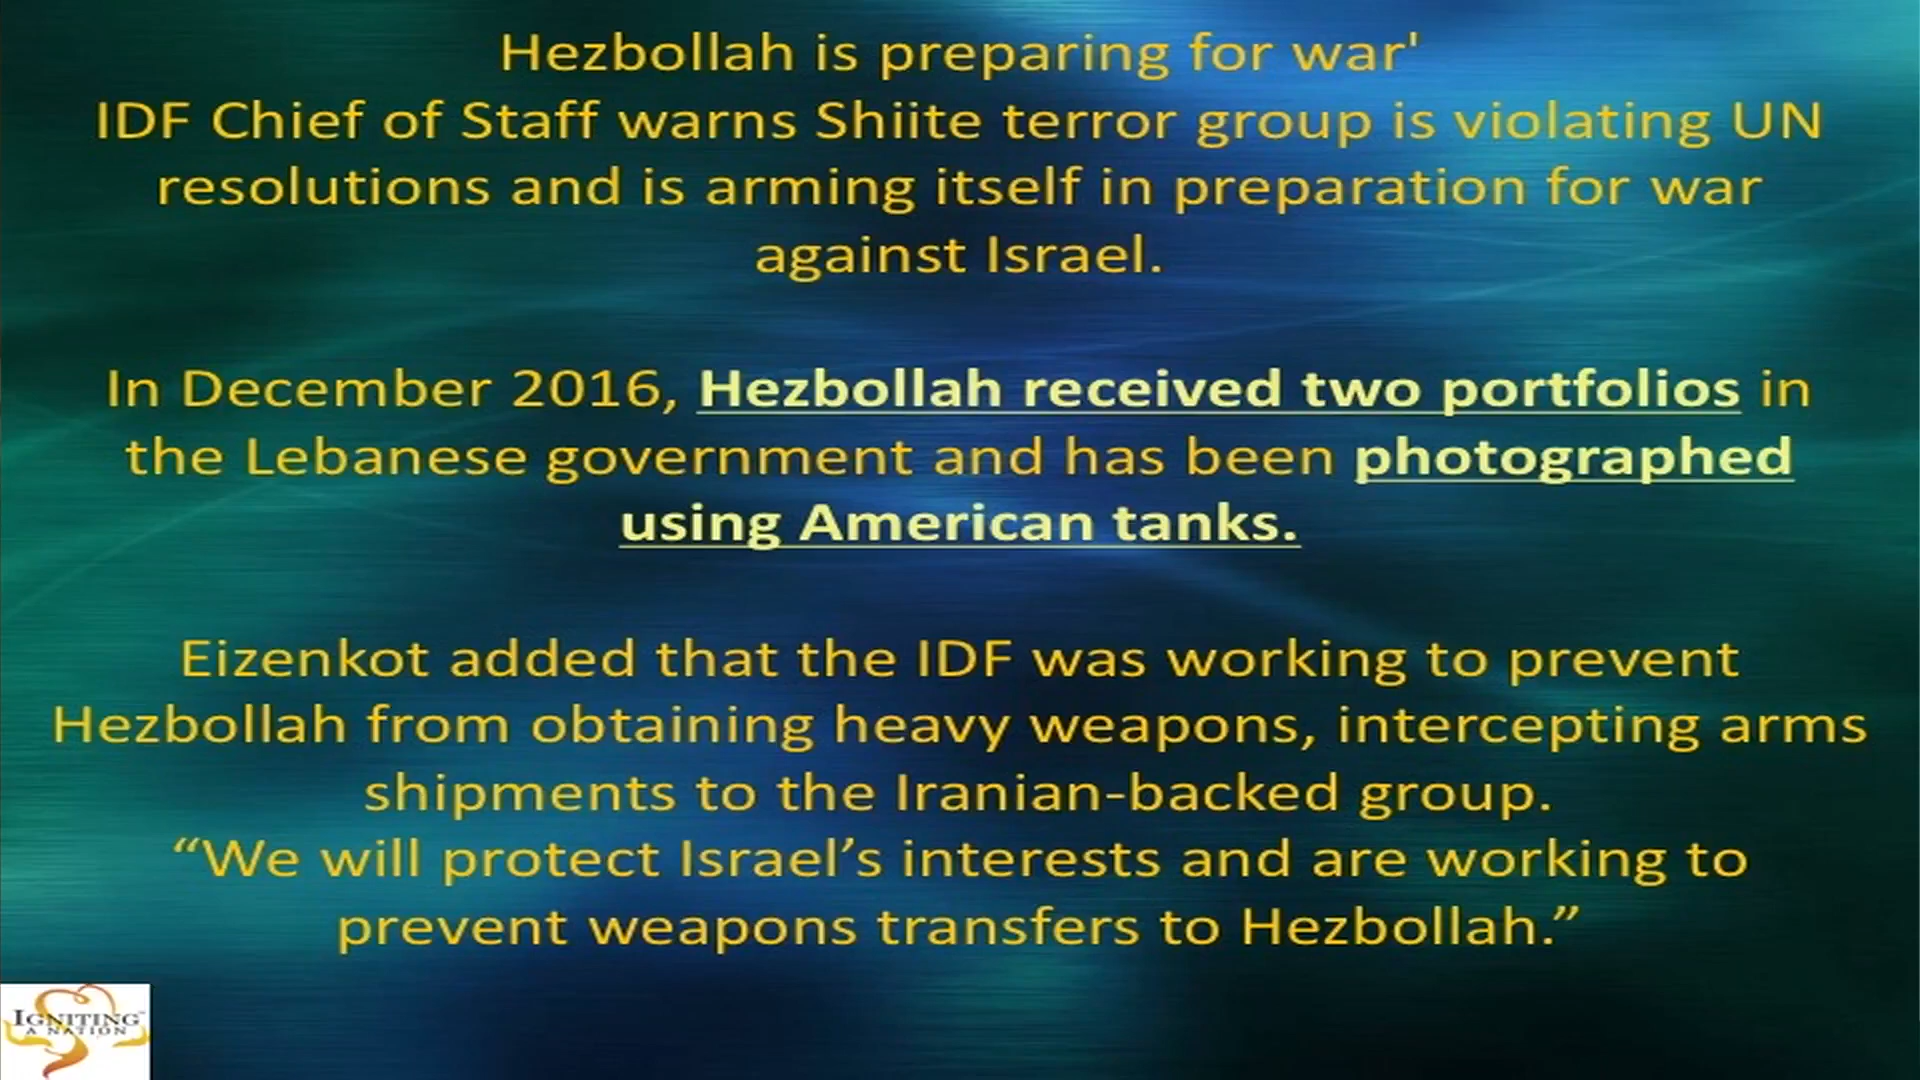 Hezbollah is preparing for war'
IDF Chief of Staff warns Shiite terror group is violating UN
resolutions and is arming itself in preparation for war
against Israel.
In December 2016, Hezbollah received two portfolios in
the Lebanese government and has been photographed
using American tanks.
Eizenkot added that the IDF was working to prevent
Hezbollah from obtaining heavy weapons, intercepting arms
shipments to the Iranian-backed group.
“We will protect Israel’s interests and are working to
prevent weapons transfers to Hezbollah.”
IGNITING
A NATION